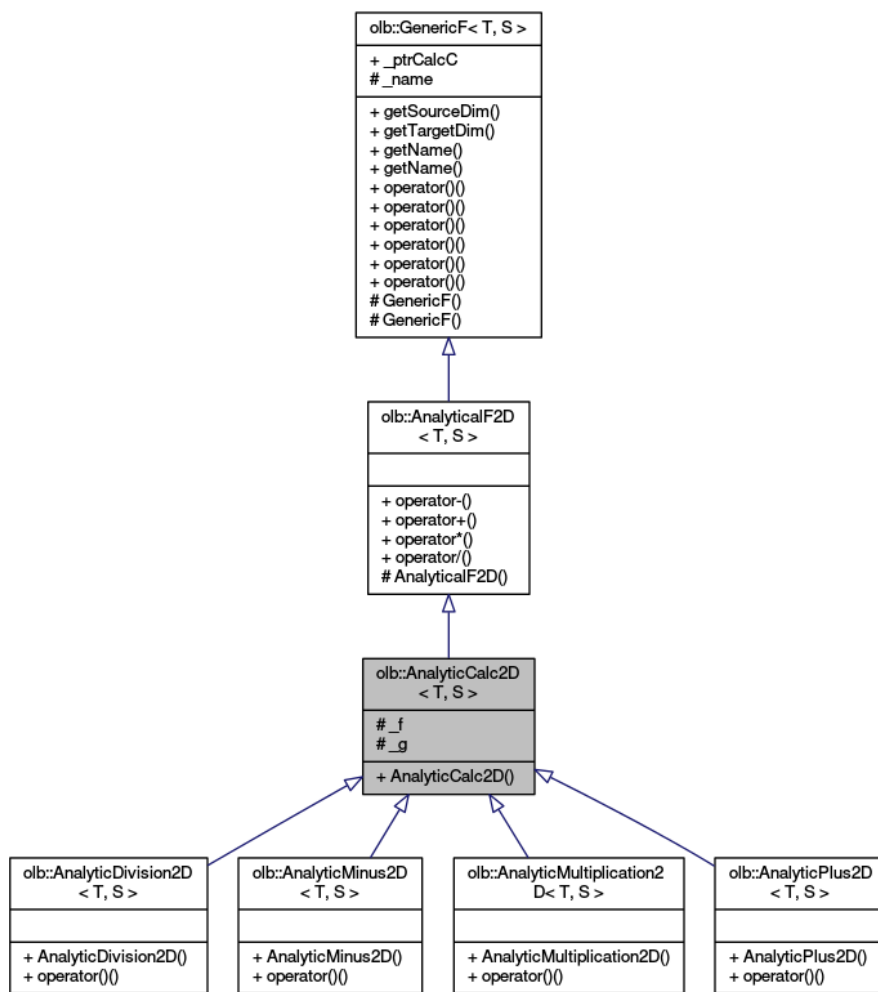 olb::GenericF< T, S >
+ _ptrCalcC
# _name
+ getSourceDim()
+ getTargetDim()
+ getName()
+ getName()
+ operator()()
+ operator()()
+ operator()()
+ operator()()
+ operator()()
+ operator()()
# GenericF()
# GenericF()
olb::AnalyticalF2D
< T, S >
+ operator-()
+ operator+()
+ operator*()
+ operator/()
# AnalyticalF2D()
olb::AnalyticCalc2D
< T, S >
# _f
# _g
+ AnalyticCalc2D()
olb::AnalyticDivision2D
< T, S >
+ AnalyticDivision2D()
+ operator()()
olb::AnalyticMinus2D
< T, S >
+ AnalyticMinus2D()
+ operator()()
olb::AnalyticMultiplication2
D< T, S >
+ AnalyticMultiplication2D()
+ operator()()
olb::AnalyticPlus2D
< T, S >
+ AnalyticPlus2D()
+ operator()()